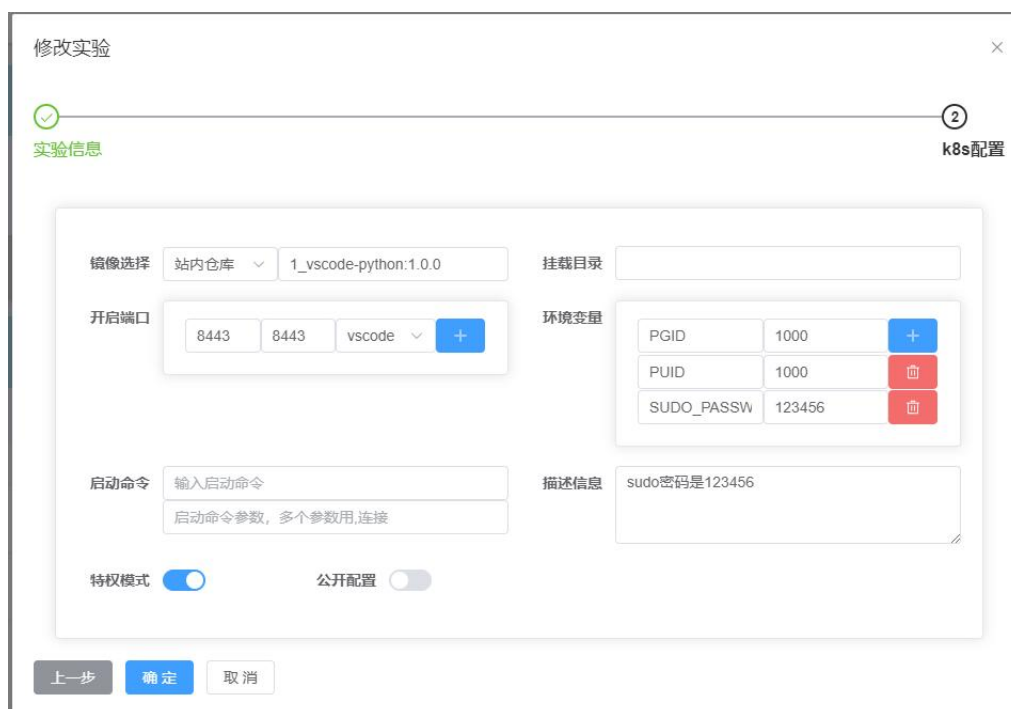 修改实验
2
实验信息
k8s配置
镜像选择 站内仓库 1_vscode-python:1.0.0 挂载目录
开启端口 8443 8443 vscode 环境变量 PGID 1000
PUID 1000
SUDO_PASSW 123456
启动命令 输入启动命令 描述信息 sudo密码是123456
启动命令参数，多个参数用,连接
特权模式 公开配置
上一步 确定 取消